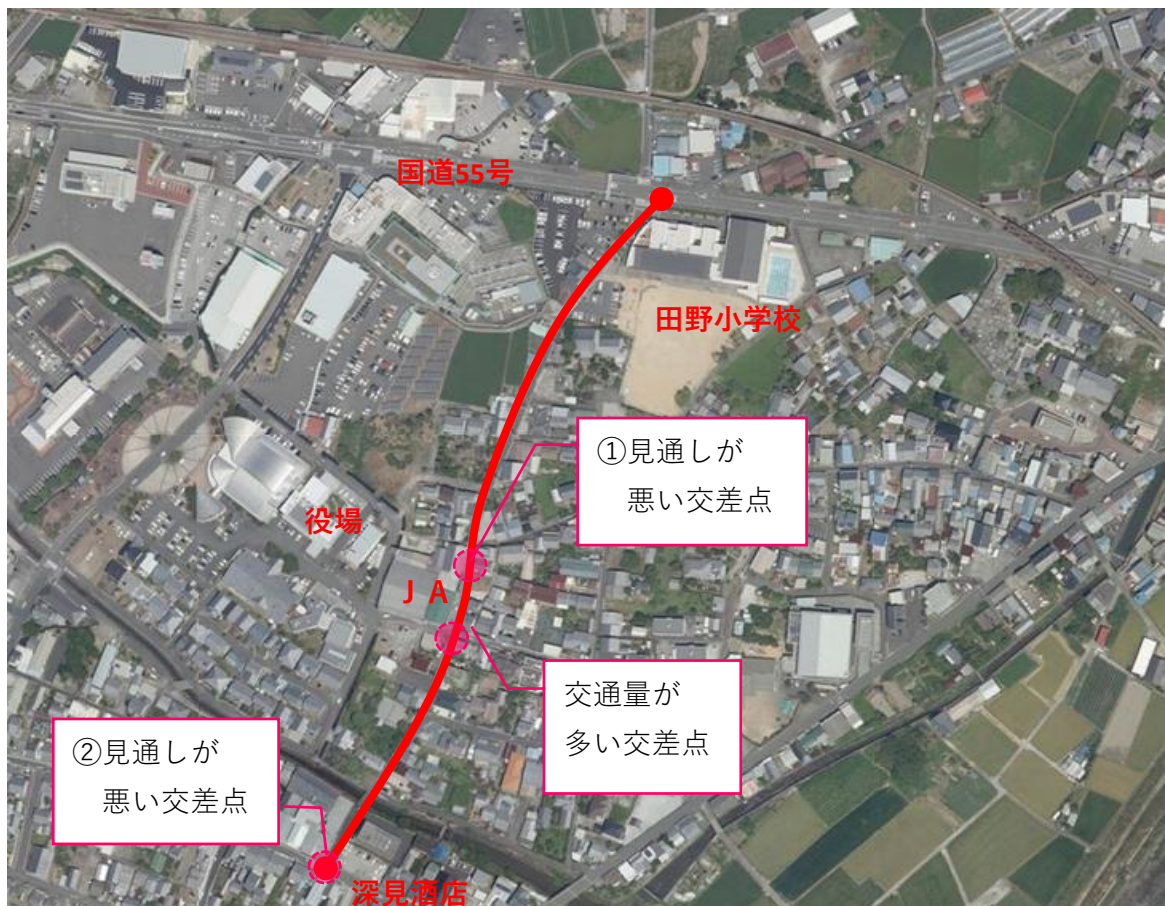 国道55号
田野小学校
①見通しが
悪い交差点
役場
JA
交通量が
多い交差点
②見通しが
悪い交差点
深見酒店